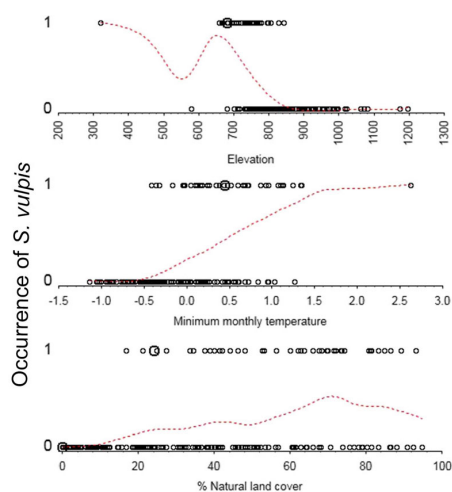 Occurrence of S. vulpis
1
0
200 300 400 500 600 700 800 900 1000 1100 1200 1300
Elevation
1
0
-1.5 -1.0 -0.5 0.0 0.5 1.0 1.5 2.0 2.5 3.0
Minimum monthly temperature
1
0
0 20 40 60 80 100
% Natural land cover